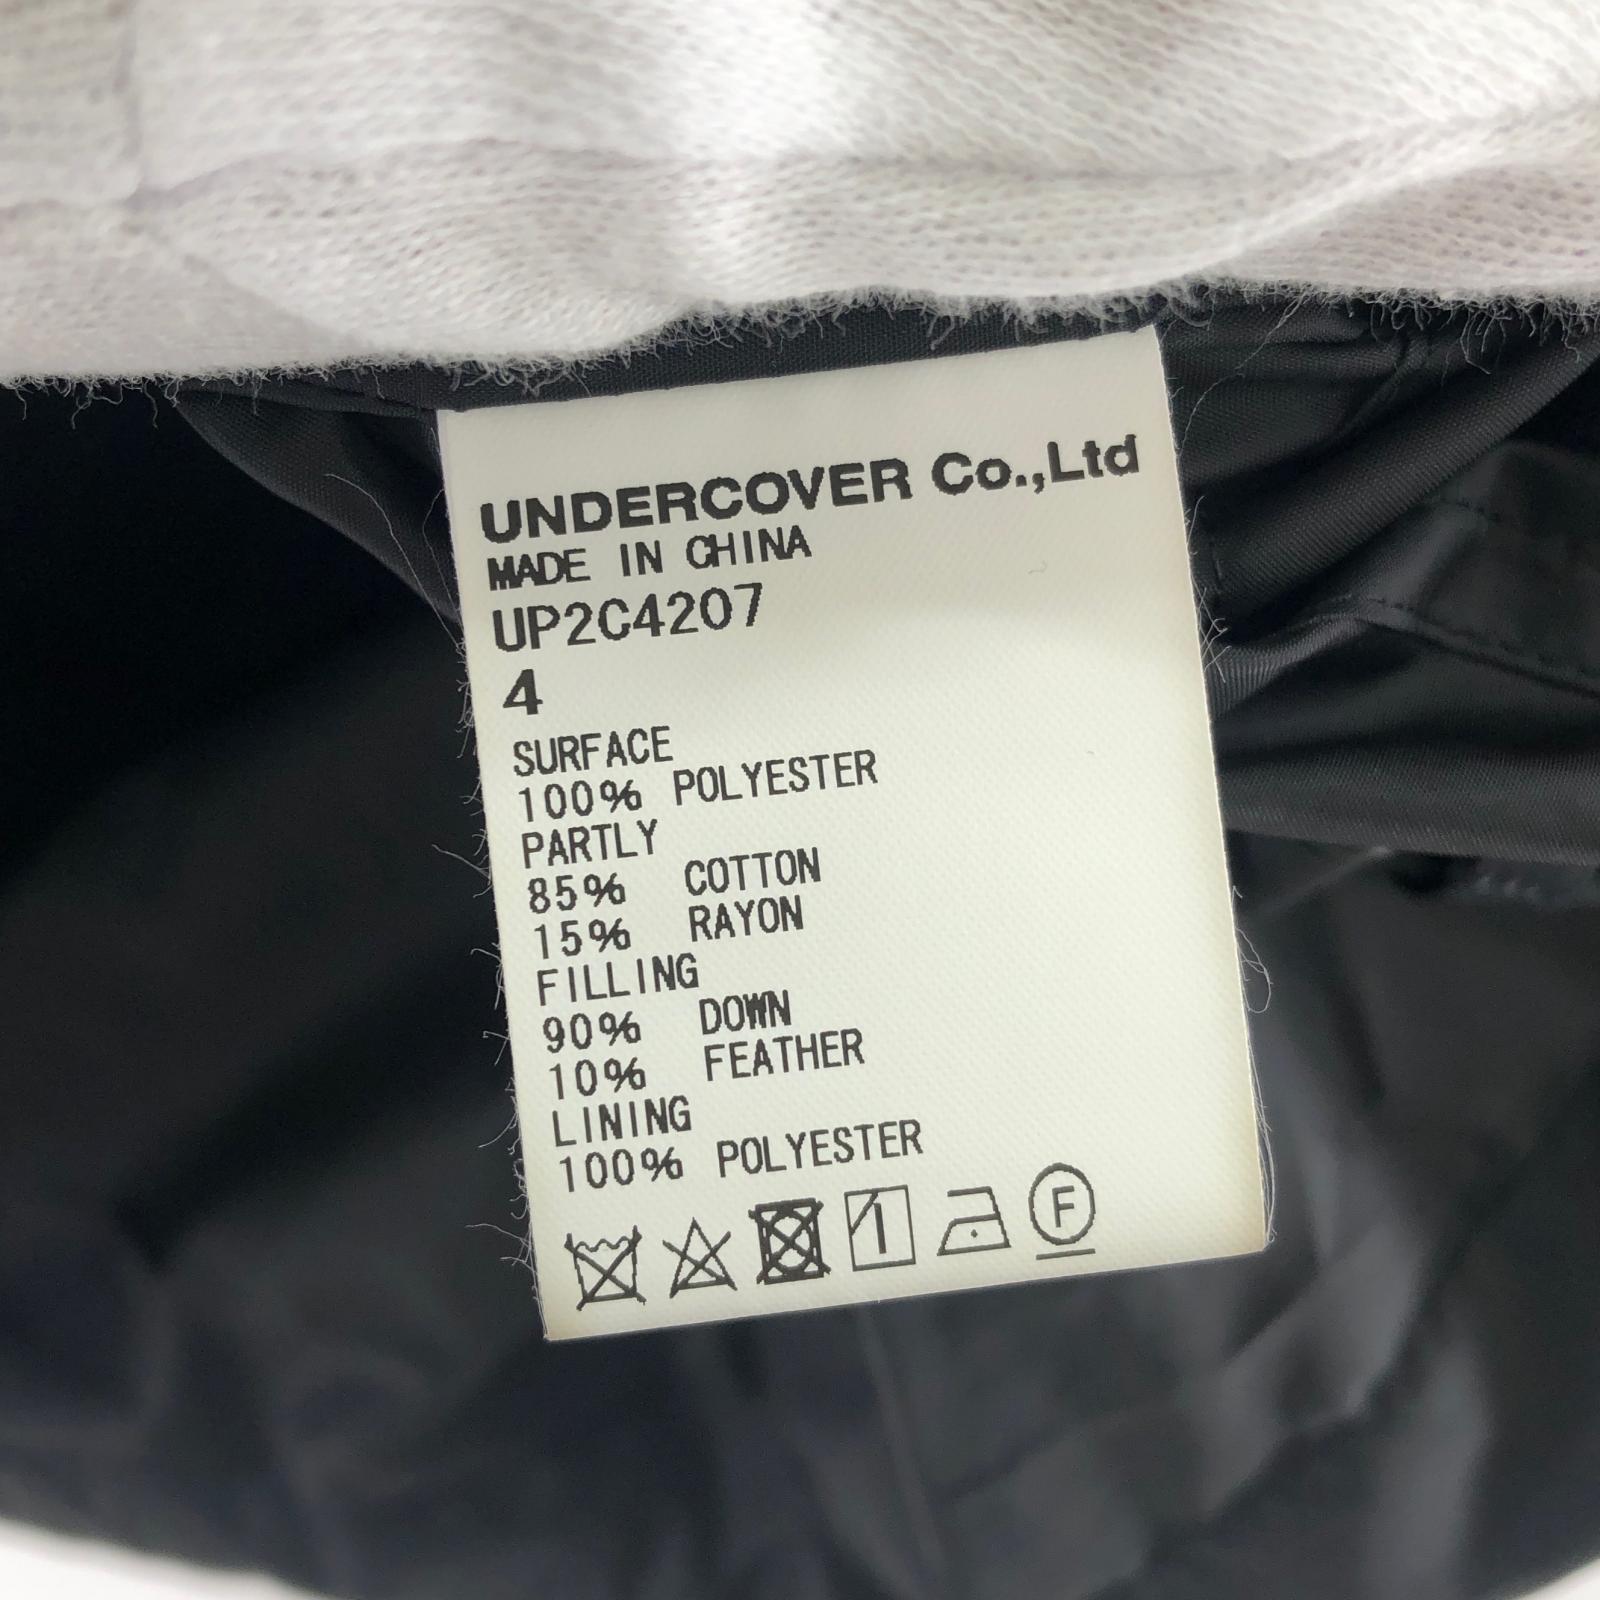 UNDERCOVER Co.,Ltd
MADE IN CHINA
UP2C4207
4
SURFACE
100% POLYESTER
PARTLY
85% COTTON
15% RAYON
FILLING
90% DOWN
10% FEATHER
LINING
100% POLYESTER
F